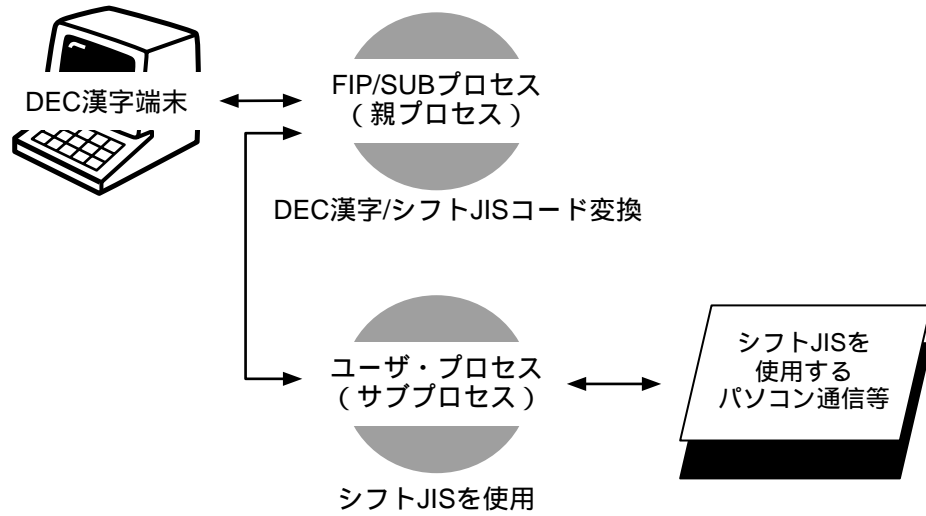 DEC漢字端末
FIP/SUBプロセス
（親プロセス）
DEC漢字/シフトJISコード変換
ユーザ・プロセス
（サブプロセス）
シフトJISを使用
シフトJISを
使用する
パソコン通信等